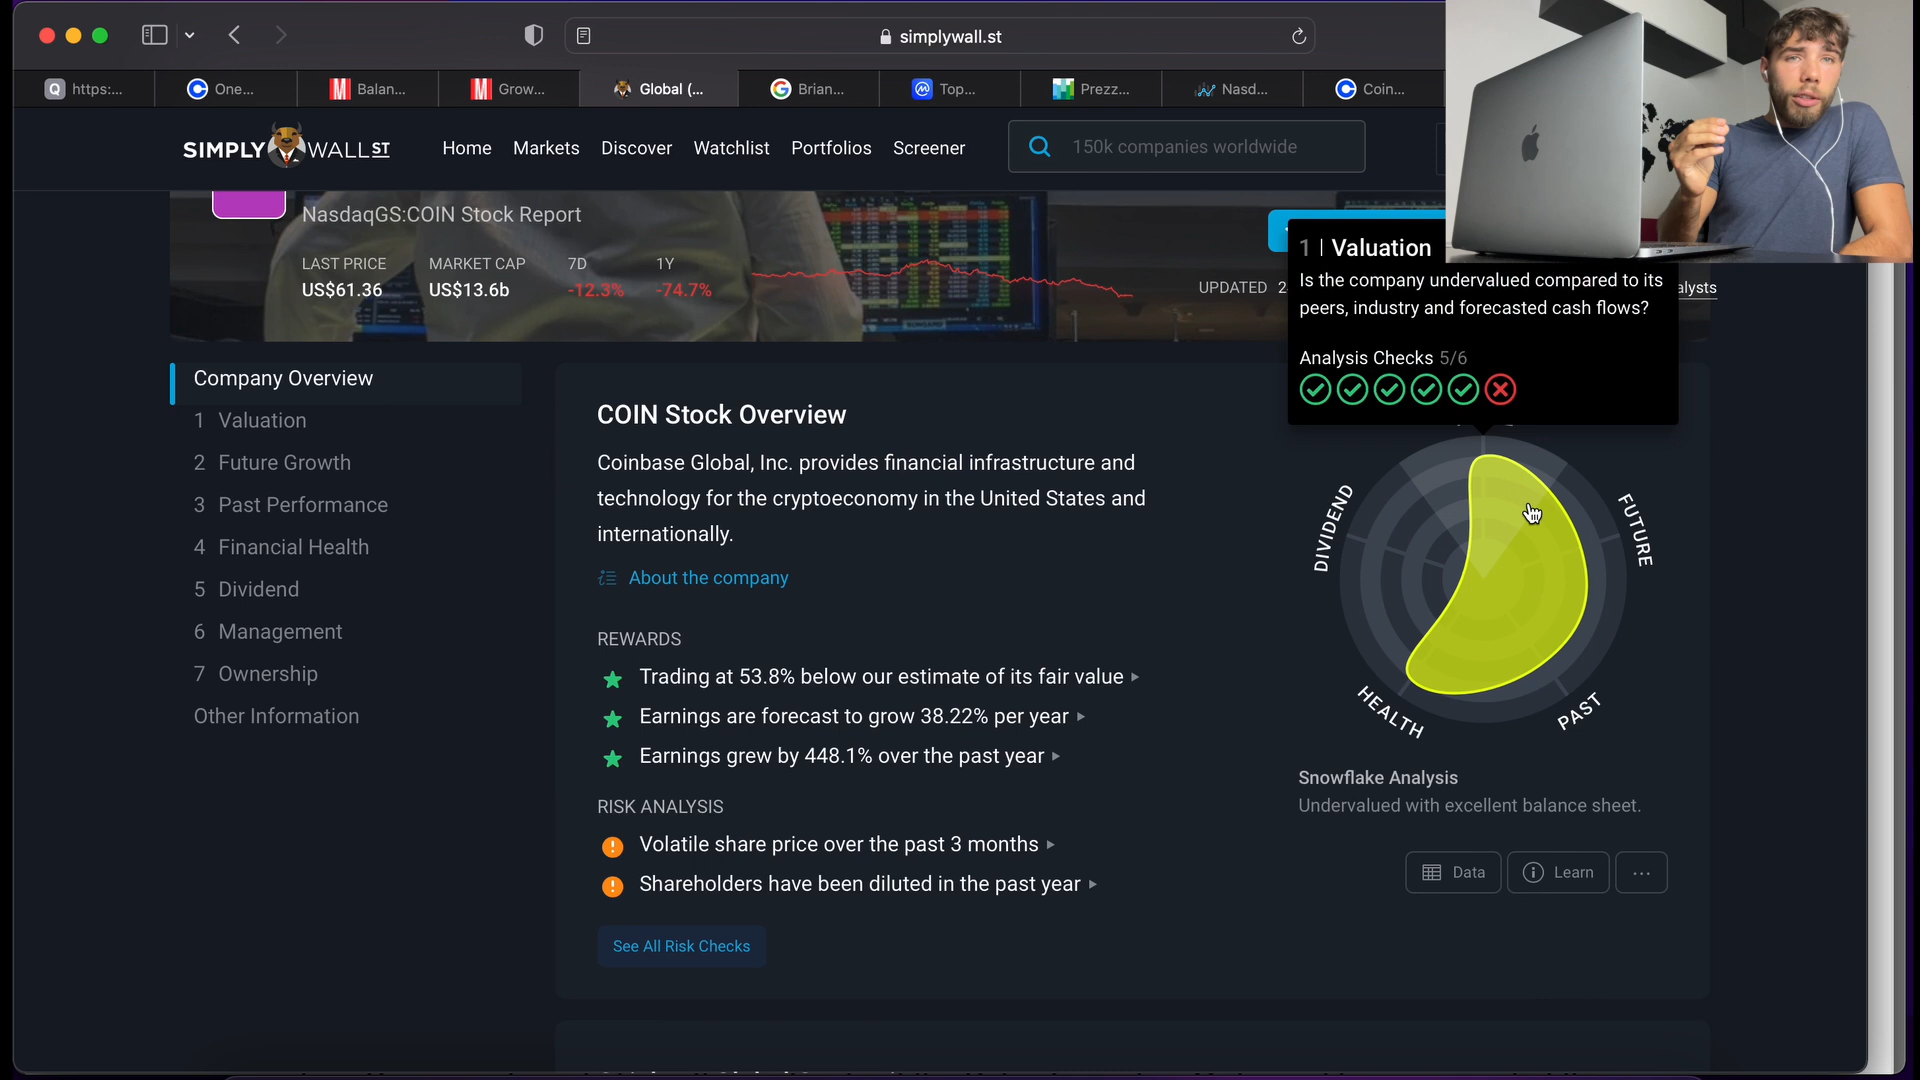 simplywall.st
Q https:...
One...
M Balan...
M Grow...
Global (...
Brian...
Top...
Prezz...
Nasd...
Coin...
SIMPLY WALL ST
Home Markets Discover Watchlist Portfolios Screener
150k companies worldwide
NasdaqGS:COIN Stock Report
LAST PRICE MARKET CAP 7D 1Y
US$61.36 US$13.6b -12.3% -74.7%
UPDATED 2
alysts
1 | Valuation
Is the company undervalued compared to its
peers, industry and forecasted cash flows?
Analysis Checks 5/6
Company Overview
1 Valuation
2 Future Growth
3 Past Performance
4 Financial Health
5 Dividend
6 Management
7 Ownership
Other Information
COIN Stock Overview
Coinbase Global, Inc. provides financial infrastructure and
technology for the cryptoeconomy in the United States and
internationally.
About the company
REWARDS
Trading at 53.8% below our estimate of its fair value
Earnings are forecast to grow 38.22% per year
Earnings grew by 448.1% over the past year
RISK ANALYSIS
Volatile share price over the past 3 months
Shareholders have been diluted in the past year
See All Risk Checks
DIVIDEND
FUTURE
HEALTH
PAST
Snowflake Analysis
Undervalued with excellent balance sheet.
Data
Learn
...